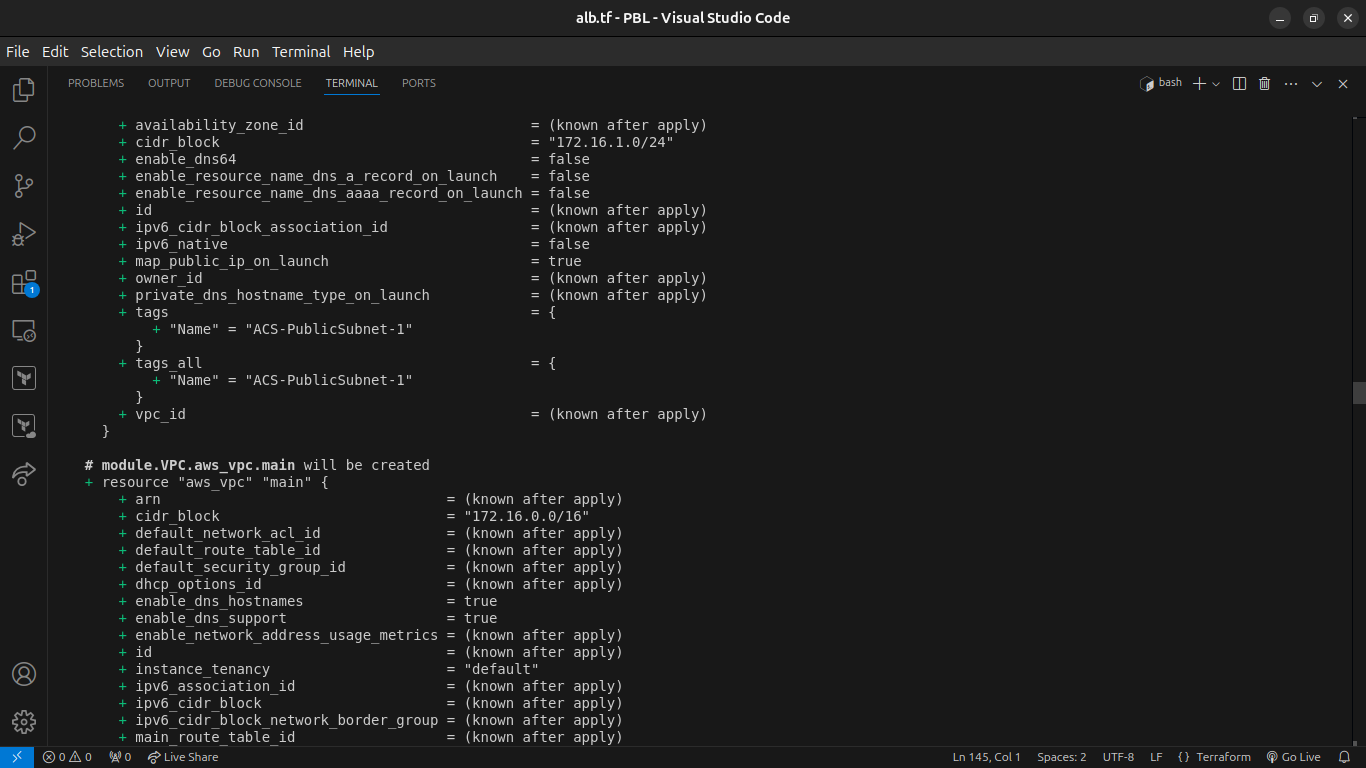 alb.tf - PBL - Visual Studio Code
File Edit Selection View Go Run Terminal Help
PROBLEMS OUTPUT DEBUG CONSOLE TERMINAL PORTS bash
+ availability_zone_id = (known after apply)
+ cidr_block = "172.16.1.0/24"
+ enable_dns64 = false
+ enable_resource_name_dns_a_record_on_launch = false
+ enable_resource_name_dns_aaaa_record_on_launch = false
+ id = (known after apply)
+ ipv6_cidr_block_association_id = (known after apply)
+ ipv6_native = false
+ map_public_ip_on_launch = true
+ owner_id = (known after apply)
+ private_dns_hostname_type_on_launch = (known after apply)
+ tags = {
+ "Name" = "ACS-PublicSubnet-1"
}
+ tags_all = {
+ "Name" = "ACS-PublicSubnet-1"
}
+ vpc_id = (known after apply)
}
# module.VPC.aws_vpc.main will be created
+ resource "aws_vpc" "main" {
+ arn = (known after apply)
+ cidr_block = "172.16.0.0/16"
+ default_network_acl_id = (known after apply)
+ default_route_table_id = (known after apply)
+ default_security_group_id = (known after apply)
+ dhcp_options_id = (known after apply)
+ enable_dns_hostnames = true
+ enable_dns_support = true
+ enable_network_address_usage_metrics = (known after apply)
+ id = (known after apply)
+ instance_tenancy = "default"
+ ipv6_association_id = (known after apply)
+ ipv6_cidr_block = (known after apply)
+ ipv6_cidr_block_network_border_group = (known after apply)
+ main_route_table_id = (known after apply)
1
0 0 0 Live Share Ln 145, Col 1 Spaces: 2 UTF-8 LF {} Terraform Go Live